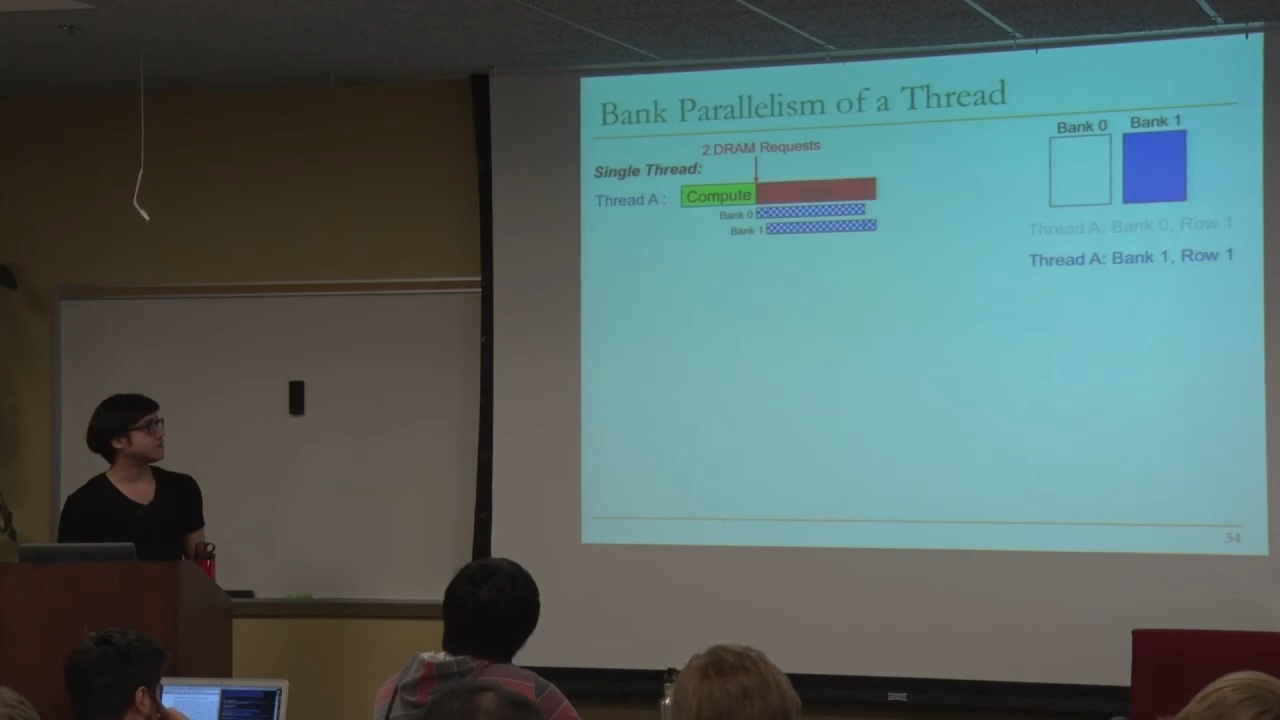 Bank Parallelism of a Thread
Bank 0 Bank 1
2 DRAM Requests
Single Thread:
Thread A : Compute
Bank 0
Bank 1
Thread A: Bank 0, Row 1
Thread A: Bank 1, Row 1
34